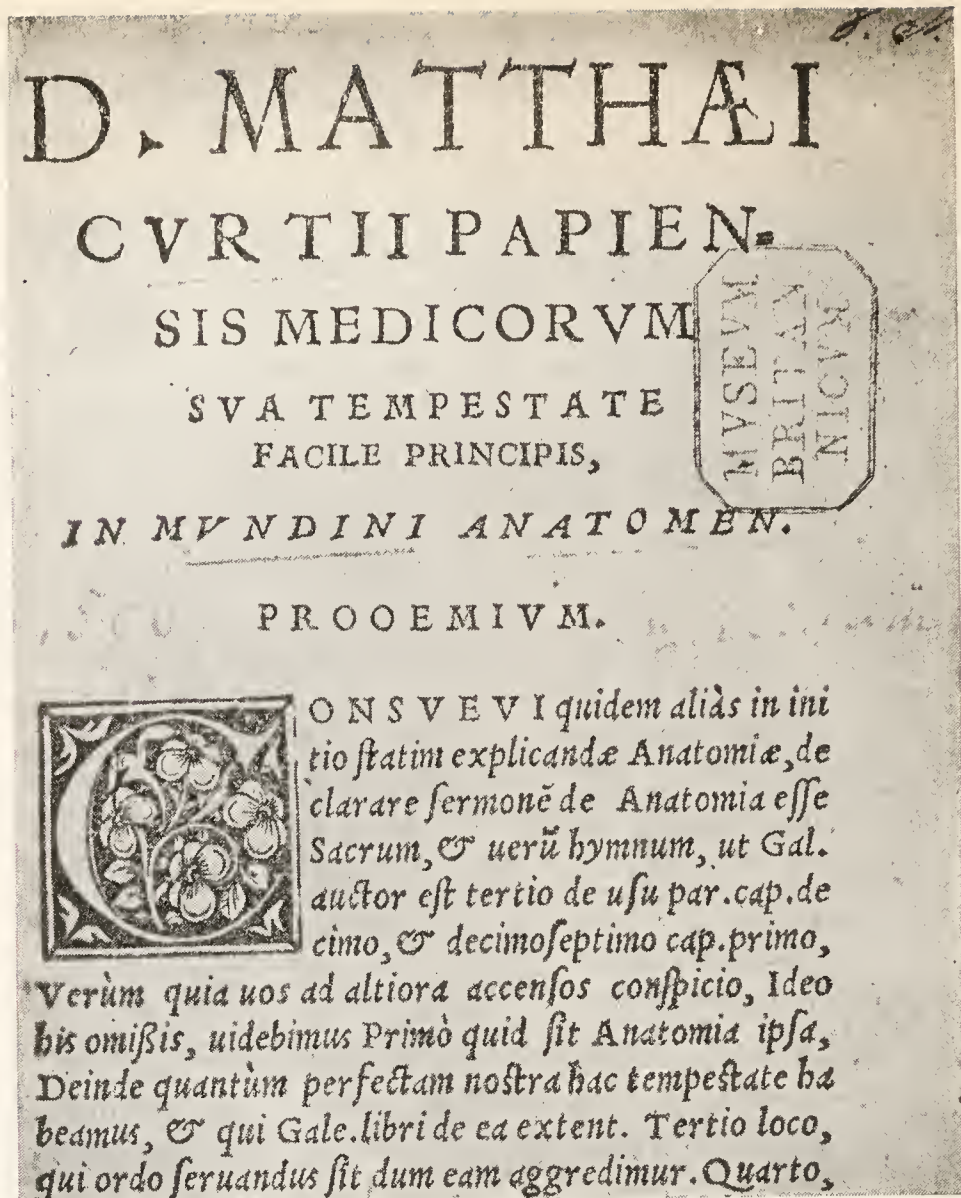 D. MATTHÆI
CVRTII PAPIEN-
SIS MEDICORVM
SVA TEMPESTATE
FACILE PRINCIPIS,
IN MVNDINI ANATOMEN.
MVSEVM
BRITAN
NICVM
PROOEMIVM.
CONSVEVI quidem aliàs in ini
tio ſtatim explicandæ Anatomiæ, de
clarare ſermonē de Anatomia eſſe
Sacrum, & uerū hymnum, ut Gal.
auctor eſt tertio de uſu par. cap. de
cimo, & decimoſeptimo cap. primo,
Verùm quia uos ad altiora accenſos conſpicio, Ideo
his omißis, uidebimus Primò quid ſit Anatomia ipſa,
Deinde quantùm perfectam noſtra hac tempeſtate ha
beamus, & qui Gale. libri de ea extent. Tertio loco,
qui ordo ſeruandus ſit dum eam aggredimur. Quarto,